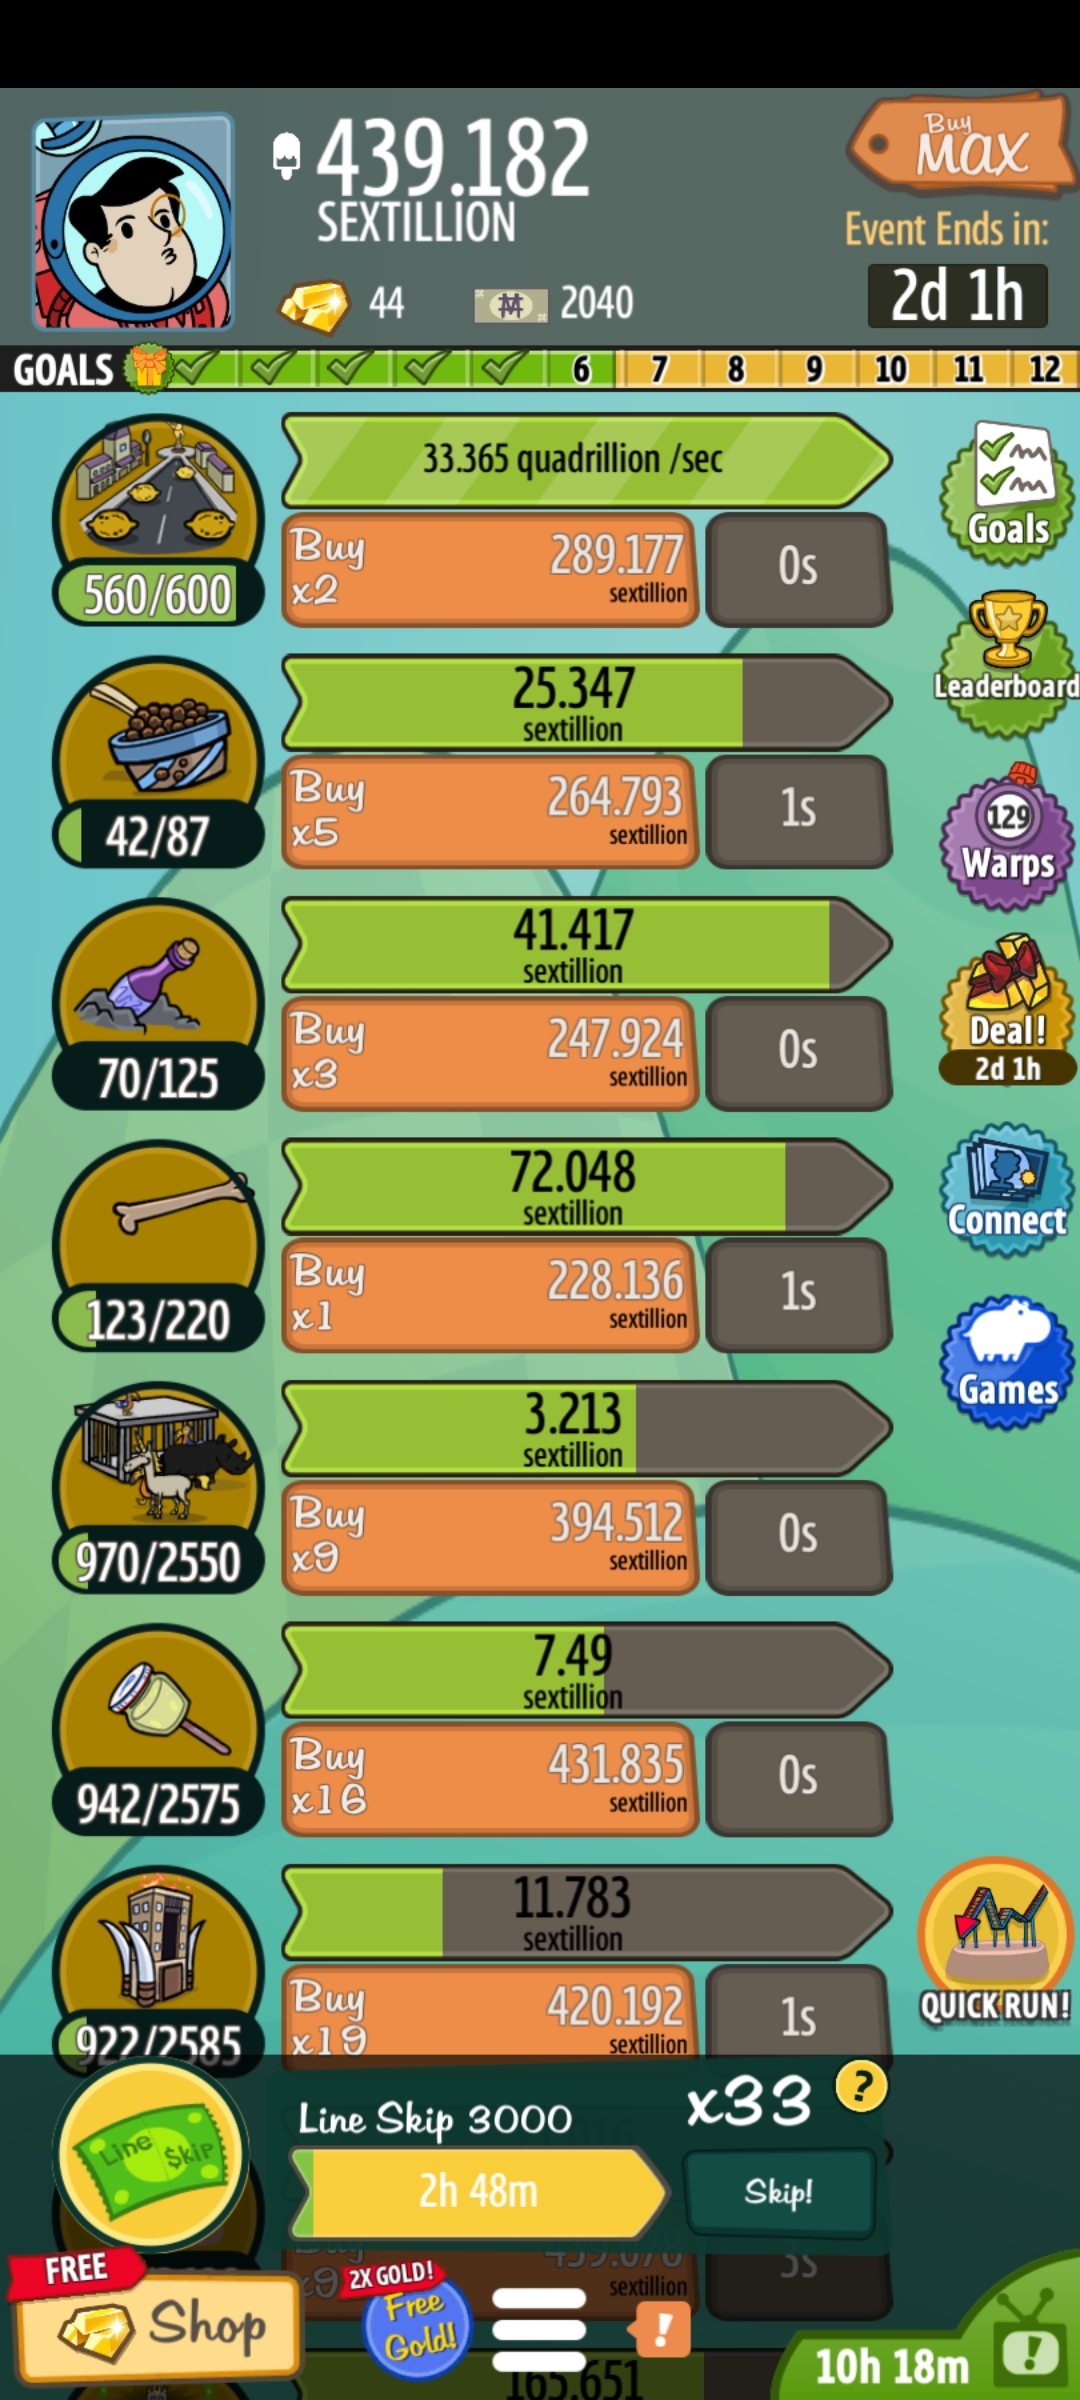 439.182
SEXTILLION
Buy
MAX
Event Ends in:
2d 1h
44
2040
GOALS
6
7
8
9
10
11
12
33.365 quadrillion /sec
560/600
Buy
x2
289.177
sextillion
0s
Goals
25.347
sextillion
42/87
Buy
x5
264.793
sextillion
1s
Leaderboard
129
Warps
41.417
sextillion
70/125
Buy
x3
247.924
sextillion
0s
Deal!
2d 1h
72.048
sextillion
123/220
Buy
x1
228.136
sextillion
1s
Connect
3.213
sextillion
970/2550
Buy
x9
394.512
sextillion
0s
Games
7.49
sextillion
942/2575
Buy
x16
431.835
sextillion
0s
11.783
sextillion
922/2585
Buy
x19
420.192
sextillion
1s
QUICK RUN!
Line Skip
Line Skip 3000
x33
?
2h 48m
Skip!
sextillion
3s
FREE
Shop
2X GOLD!
Free
Gold!
!
165.651
10h 18m
!